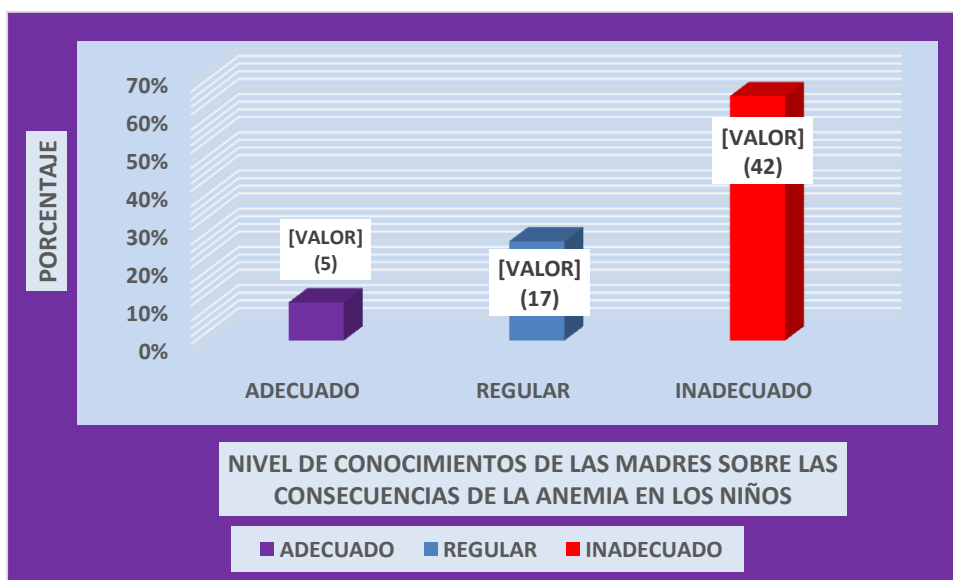 PORCENTAJE
70%
60%
50%
40%
30%
20%
10%
0%
[VALOR]
(5)
[VALOR]
(17)
[VALOR]
(42)
ADECUADO
REGULAR
INADECUADO
NIVEL DE CONOCIMIENTOS DE LAS MADRES SOBRE LAS
CONSECUENCIAS DE LA ANEMIA EN LOS NIÑOS
ADECUADO REGULAR INADECUADO